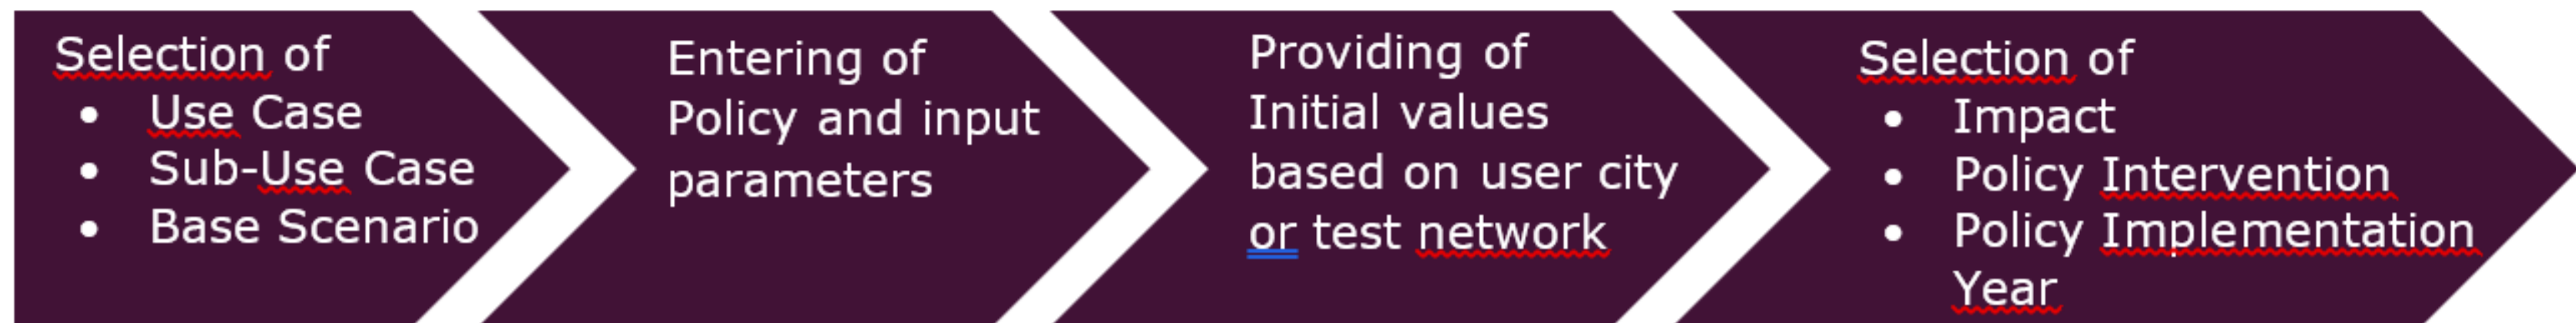 Selection of
• Use Case
• Sub-Use Case
• Base Scenario
Entering of
Policy and input
parameters
Providing of
Initial values
based on user city
or test network
Selection of
• Impact
• Policy Intervention
• Policy Implementation
Year